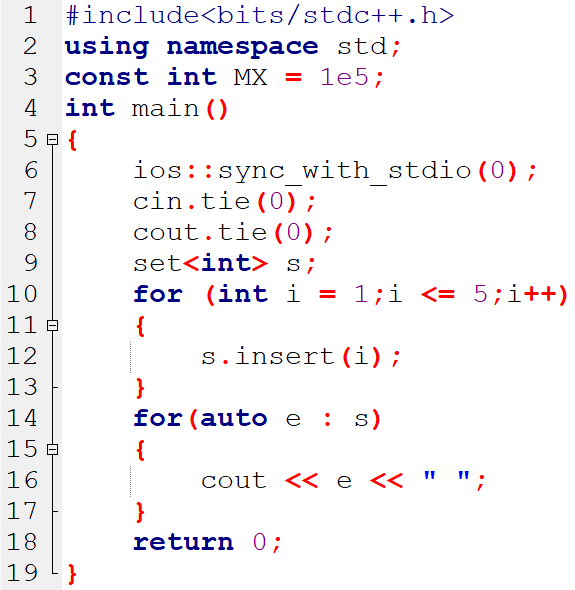 1 #include<bits/stdc++.h>
2 using namespace std;
3 const int MX = 1e5;
4 int main()
5 {
6 ios::sync_with_stdio(0);
7 cin.tie(0);
8 cout.tie(0);
9 set<int> s;
10 for (int i = 1;i <= 5;i++)
11 {
12 s.insert(i);
13 }
14 for(auto e : s)
15 {
16 cout << e << " ";
17 }
18 return 0;
19 }